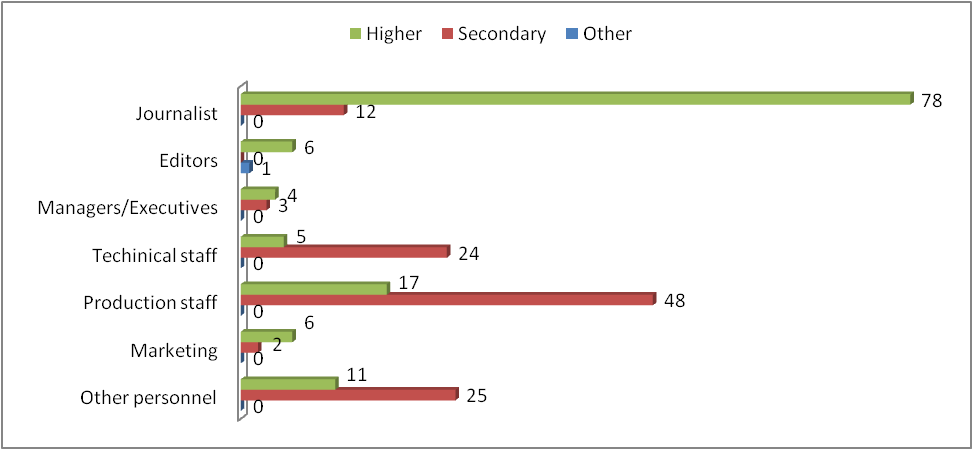 Higher Secondary Other
Journalist
78
12
0
Editors
6
0
1
Managers/Executives
4
3
0
Techinical staff
5
24
0
Production staff
17
48
0
Marketing
6
2
0
Other personnel
11
25
0